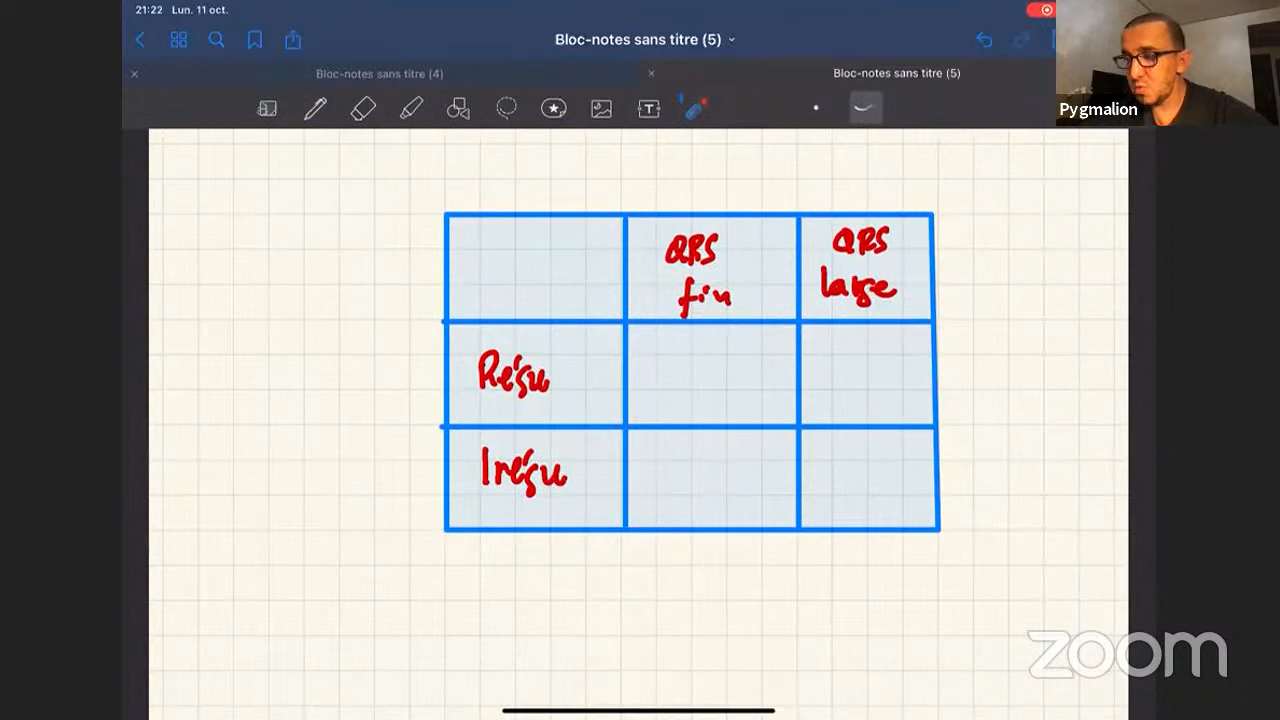 21:22 Lun. 11 oct.
Bloc-notes sans titre (5)
Bloc-notes sans titre (4)
Bloc-notes sans titre (5)
T
Pygmalion
QRS
fin
QRS
large
Régu
Irégu
zoom